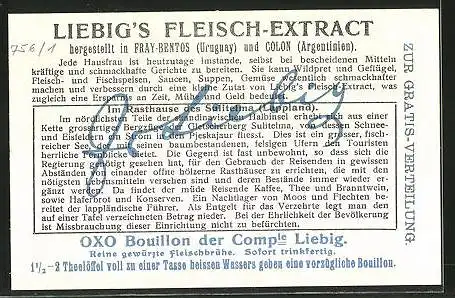 756/1
LIEBIG'S FLEISCH-EXTRACT
hergestellt in FRAY-BENTOS (Uruguay) und COLON (Argentinien).
Jede Hausfrau ist heutzutage imstande, selbst bei bescheidenen Mitteln
kräftige und schmackhafte Gerichte zu bereiten. Sie kann Wildpret und Geflügel,
Fleisch- und Fischspeisen, Saucen, Suppen, Gemüse wesentlich schmackhafter
machen und verbessern durch eine kleine Zutat von Liebig's Fleisch-Extract, was
zugleich eine Ersparnis an Zeit, Mühe und Geld bedeutet.
Im Rasthause des Sulitelma (Lappland).
Im nördlichsten Teile der skandinavischen Halbinsel erhebt sich aus einer
Kette grossartiger Bergzüge der Gletscherberg Sulitelma, von dessen Schnee-
und Eisfeldern ein Strom in den Pieskajaur fliesst. Dies ist ein grosser, fisch-
reicher See, der mit seinen baumbestandenen, felsigen Ufern den Touristen
herrliche Fernblicke bietet. Die Gegend ist fast unbewohnt, so dass sich die
Regierung genötigt gesehen hat, für den Gebrauch der Reisenden in gewissen
Abständen von einander offne hölzerne Rasthäuser zu errichten, die mit den
nötigsten Lebensmitteln versehen sind und deren Bestände immer wieder er-
gänzt werden. Da findet der müde Reisende Kaffee, Thee und Branntwein,
sowie Haferbrot und Konserven. Ein Nachtlager von Moos und Flechten
bereitet der lappländische Führer. Als Entgelt für das Verzehrte legt man den
auf einer Tafel verzeichneten Betrag nieder. Bei der Ehrlichkeit der Bevölkerung
ist Missbrauchung dieser Einrichtung nicht zu befürchten.
OXO Bouillon der Compie Liebig.
Reine gewürzte Fleischbrühe. Sofort trinkfertig.
1½-2 Theelöffel voll zu einer Tasse heissen Wassers geben eine vorzügliche Bouillon.
ZUR GRATIS-VERTEILUNG.